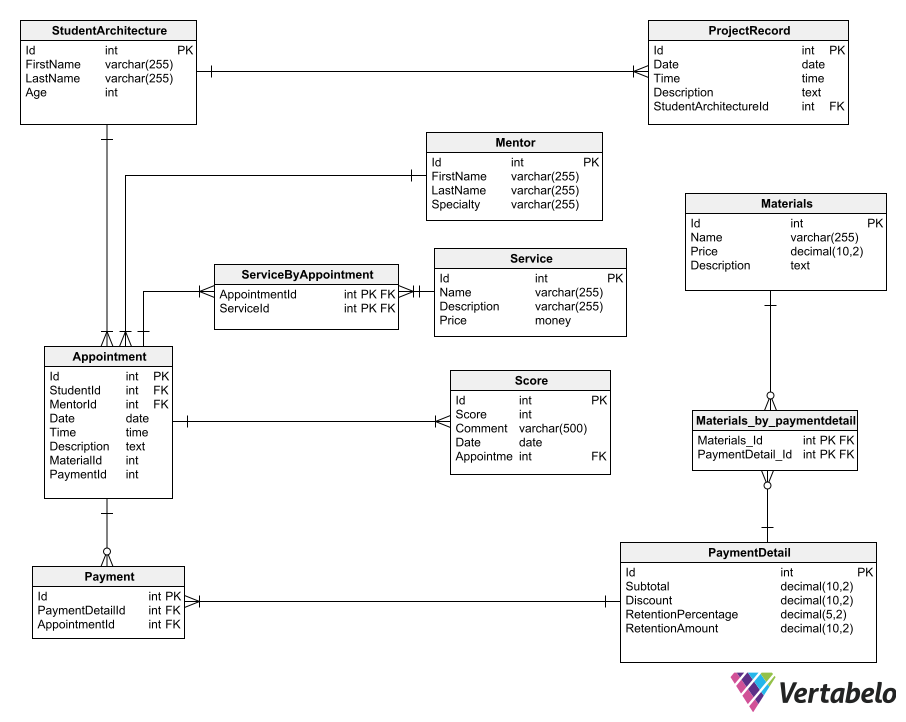 StudentArchitecture
Id int PK
FirstName varchar(255)
LastName varchar(255)
Age int
ProjectRecord
Id int PK
Date date
Time time
Description text
StudentArchitectureId int FK
Mentor
Id int PK
FirstName varchar(255)
LastName varchar(255)
Specialty varchar(255)
Materials
Id int PK
Name varchar(255)
Price decimal(10,2)
Description text
ServiceByAppointment
AppointmentId int PK FK
ServiceId int PK FK
Service
Id int PK
Name varchar(255)
Description varchar(255)
Price money
Appointment
Id int PK
StudentId int FK
MentorId int FK
Date date
Time time
Description text
MaterialId int
PaymentId int
Score
Id int PK
Score int
Comment varchar(500)
Date date
Appointme int FK
Materials_by_paymentdetail
Materials_Id int PK FK
PaymentDetail_Id int PK FK
Payment
Id int PK
PaymentDetailId int FK
AppointmentId int FK
PaymentDetail
Id int PK
Subtotal decimal(10,2)
Discount decimal(10,2)
RetentionPercentage decimal(5,2)
RetentionAmount decimal(10,2)
Vertabelo